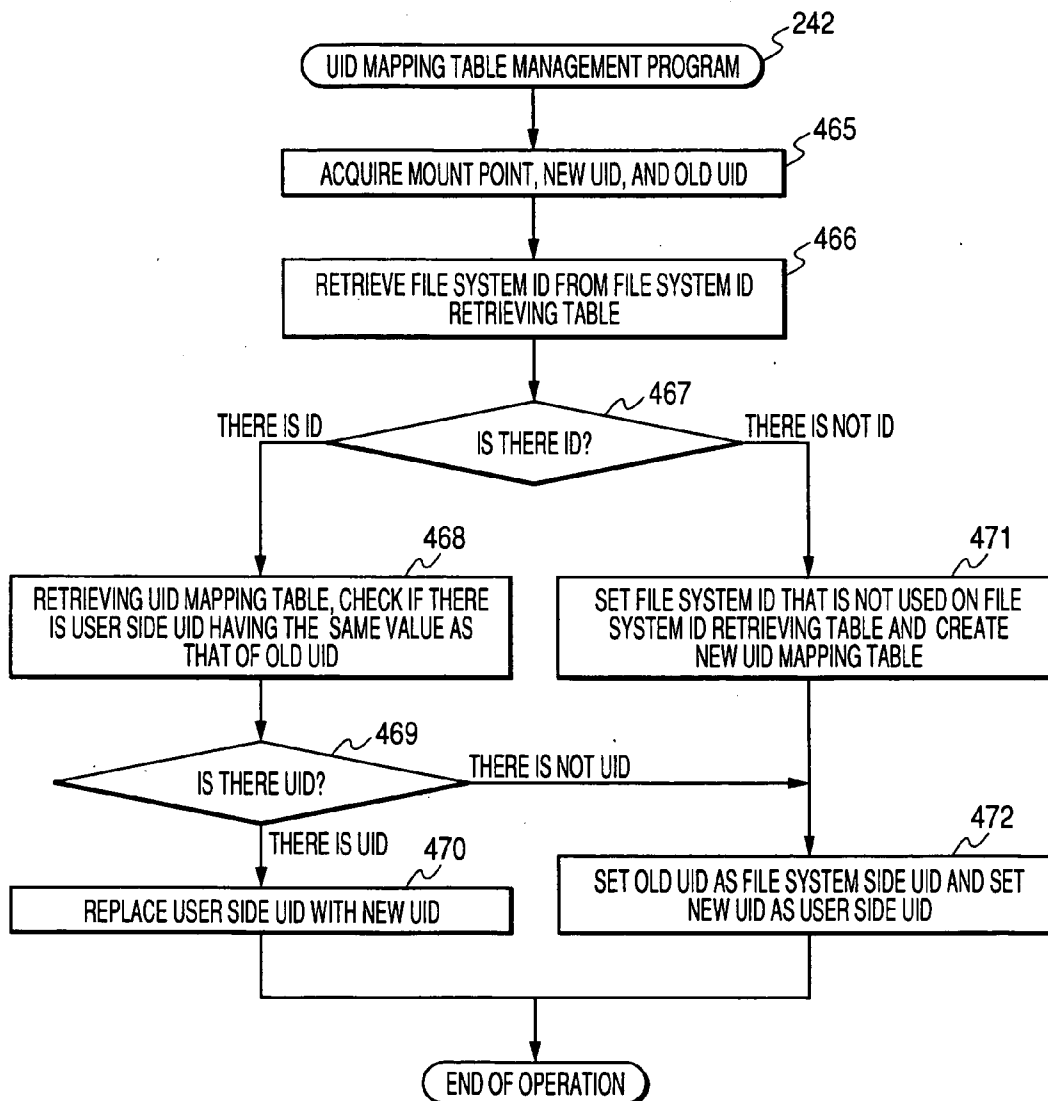 242
UID MAPPING TABLE MANAGEMENT PROGRAM
465
ACQUIRE MOUNT POINT, NEW UID, AND OLD UID
466
RETRIEVE FILE SYSTEM ID FROM FILE SYSTEM ID
RETRIEVING TABLE
467
THERE IS ID
IS THERE ID?
THERE IS NOT ID
468
RETRIEVING UID MAPPING TABLE, CHECK IF THERE
IS USER SIDE UID HAVING THE SAME VALUE AS
THAT OF OLD UID
471
SET FILE SYSTEM ID THAT IS NOT USED ON FILE
SYSTEM ID RETRIEVING TABLE AND CREATE
NEW UID MAPPING TABLE
469
IS THERE UID?
THERE IS NOT UID
THERE IS UID
470
REPLACE USER SIDE UID WITH NEW UID
472
SET OLD UID AS FILE SYSTEM SIDE UID AND SET
NEW UID AS USER SIDE UID
END OF OPERATION